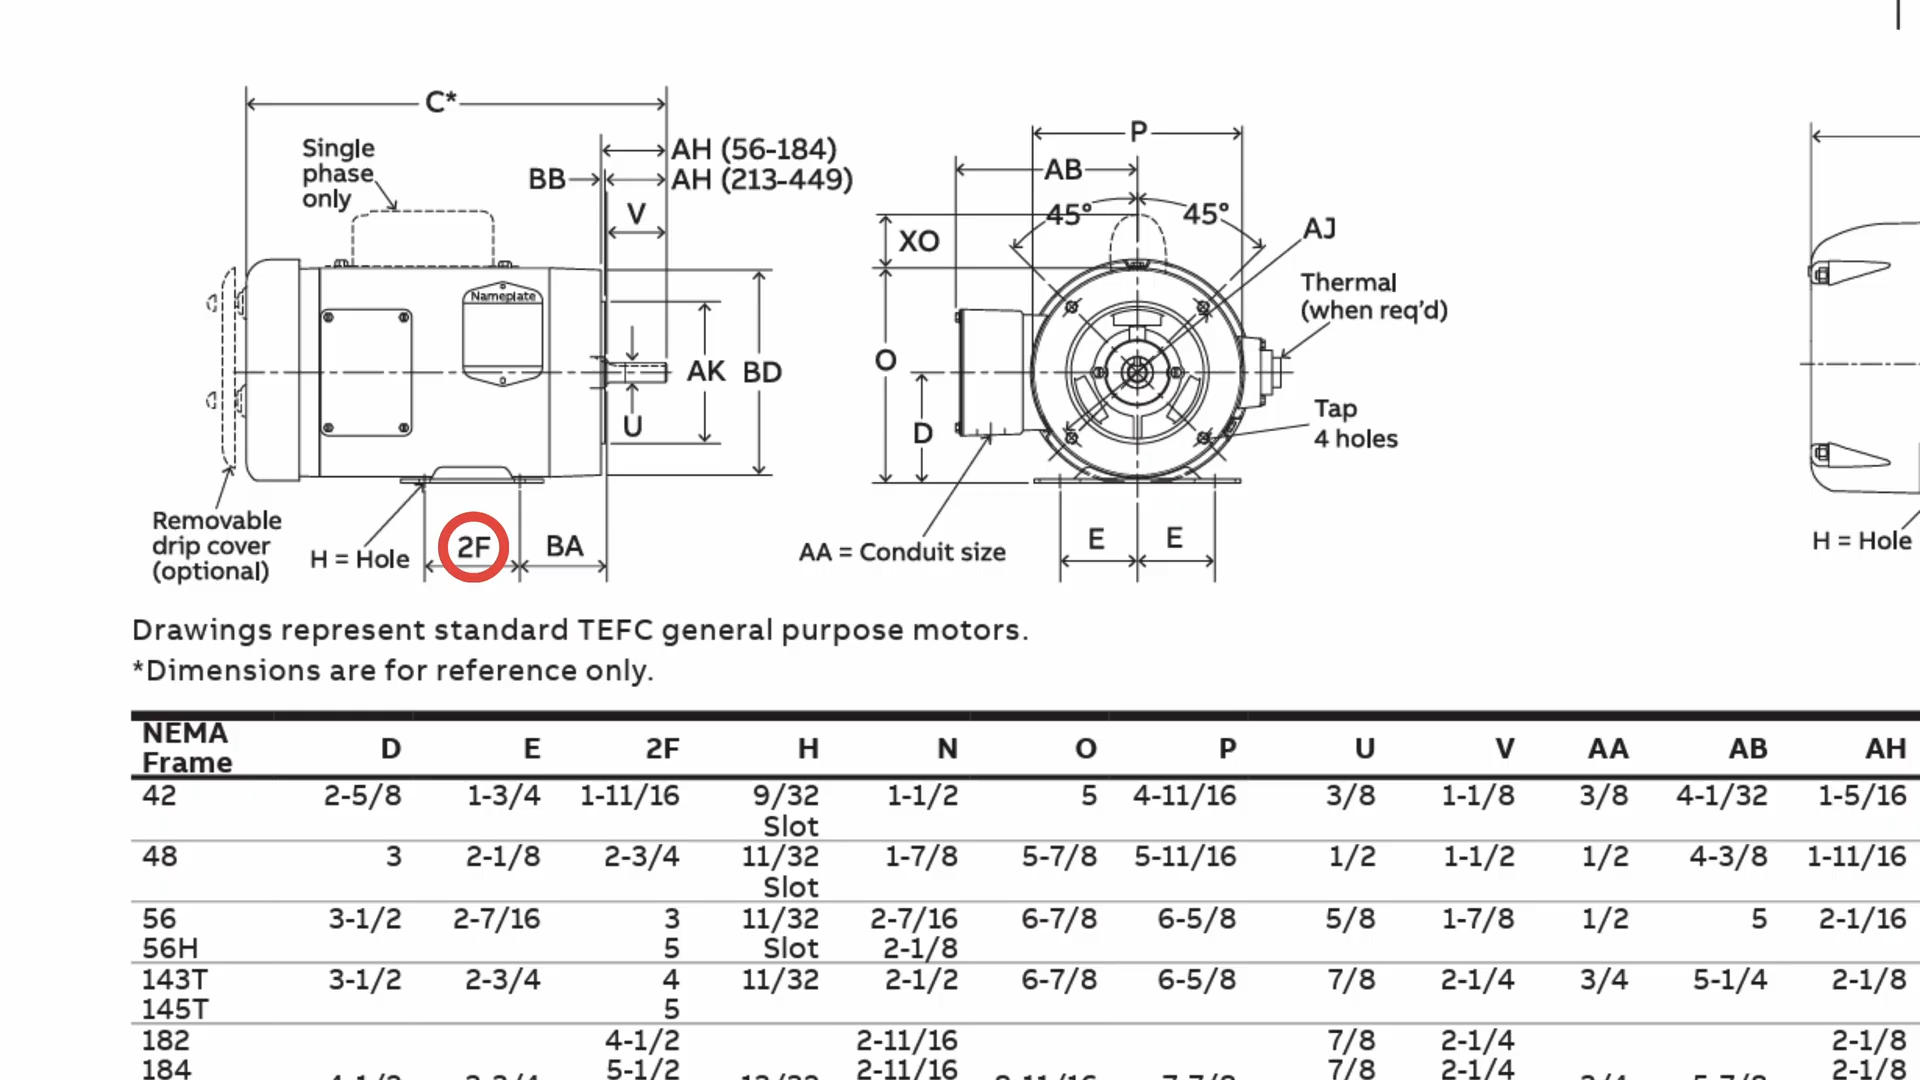 C*
Single
phase
only
AH (56-184)
BB
AH (213-449)
V
Nameplate
AK
BD
U
Removable
drip cover
(optional)
H = Hole
2F
BA
P
AB
45°
45°
XO
AJ
Thermal
(when req'd)
O
D
Tap
4 holes
AA = Conduit size
E
E
H = Hole
Drawings represent standard TEFC general purpose motors.
*Dimensions are for reference only.
NEMA
Frame D E 2F H N O P U V AA AB AH
42 2-5/8 1-3/4 1-11/16 9/32 1-1/2 5 4-11/16 3/8 1-1/8 3/8 4-1/32 1-5/16
Slot
48 3 2-1/8 2-3/4 11/32 1-7/8 5-7/8 5-11/16 1/2 1-1/2 1/2 4-3/8 1-11/16
Slot
56 3-1/2 2-7/16 3 11/32 2-7/16 6-7/8 6-5/8 5/8 1-7/8 1/2 5 2-1/16
56H 5 Slot 2-1/8
143T 3-1/2 2-3/4 4 11/32 2-1/2 6-7/8 6-5/8 7/8 2-1/4 3/4 5-1/4 2-1/8
145T 5
182 4-1/2 2-11/16 7/8 2-1/4 2-1/8
184 5-1/2 2-11/16 7/8 2-1/4 2-1/8